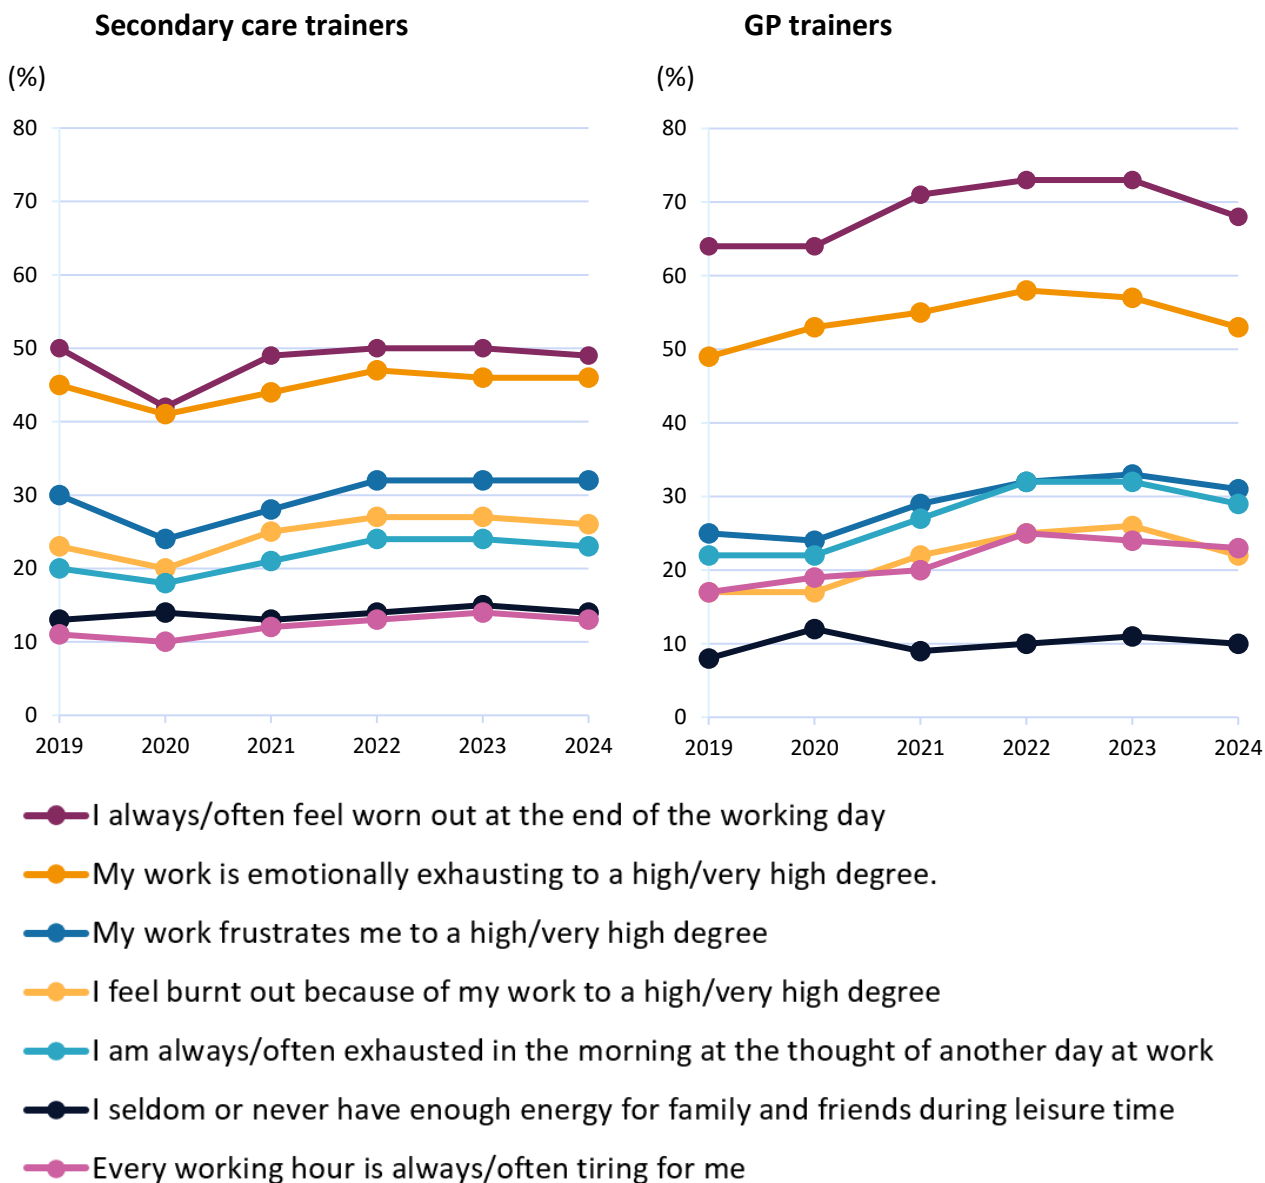 Secondary care trainers
GP trainers
(%)
(%)
80
70
60
50
40
30
20
10
0
2019 2020 2021 2022 2023 2024
80
70
60
50
40
30
20
10
0
2019 2020 2021 2022 2023 2024
I always/often feel worn out at the end of the working day
My work is emotionally exhausting to a high/very high degree.
My work frustrates me to a high/very high degree
I feel burnt out because of my work to a high/very high degree
I am always/often exhausted in the morning at the thought of another day at work
I seldom or never have enough energy for family and friends during leisure time
Every working hour is always/often tiring for me